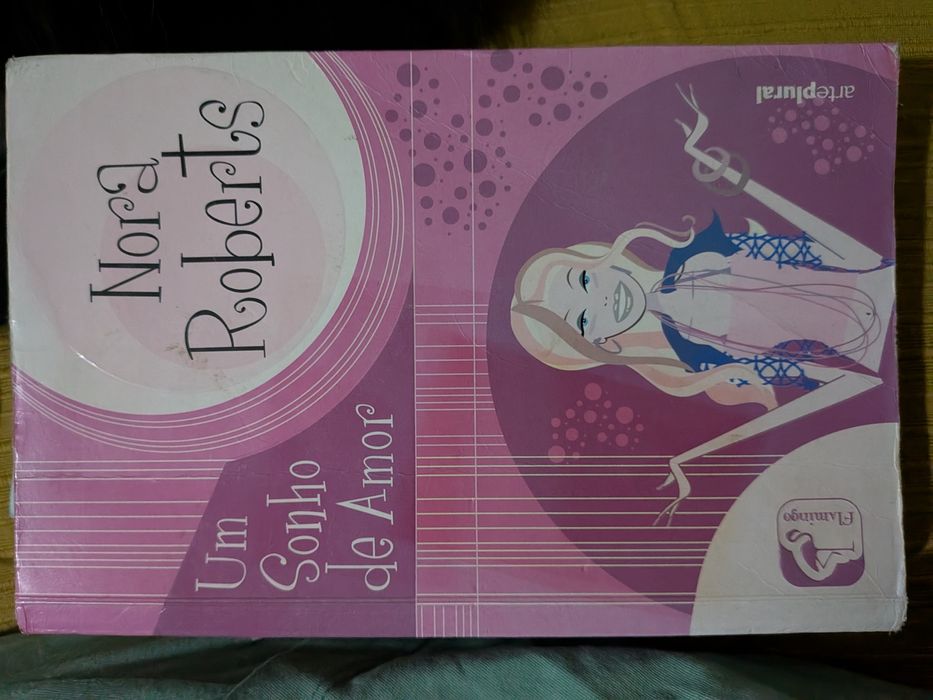 Nora
Roberts
Um
Sonho
de Amor
arteplural
Flamingo